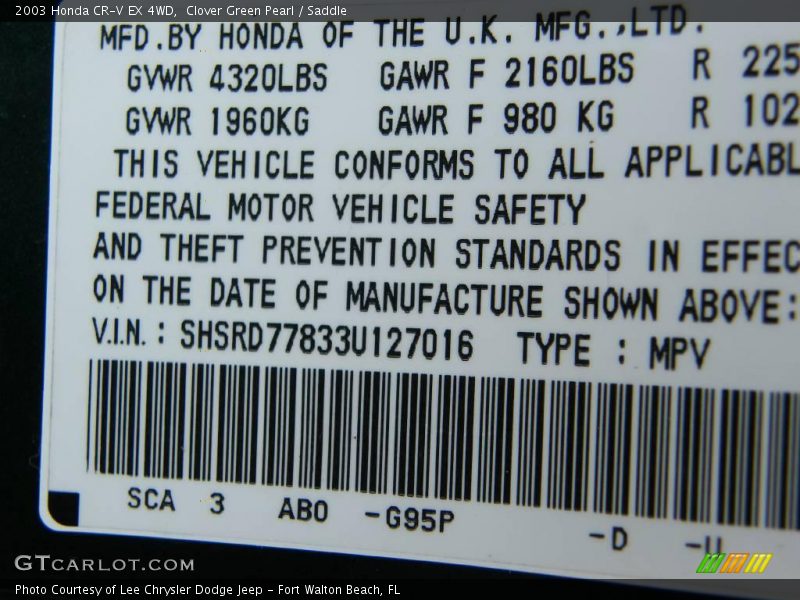 2003 Honda CR-V EX 4WD,  Clover Green Pearl / Saddle
MFD.BY HONDA OF THE U.K. MFG.,LTD.
GVWR 4320LBS GAWR F 2160LBS R 225
GVWR 1960KG GAWR F 980 KG R 102
THIS VEHICLE CONFORMS TO ALL APPLICABL
FEDERAL MOTOR VEHICLE SAFETY
AND THEFT PREVENTION STANDARDS IN EFFEC
ON THE DATE OF MANUFACTURE SHOWN ABOVE:
V.I.N.: SHSRD77833U127016 TYPE : MPV
SCA 3 AB0 -G95P -D -U
GTCARLOT.COM
Photo Courtesy of Lee Chrysler Dodge Jeep - Fort Walton Beach, FL